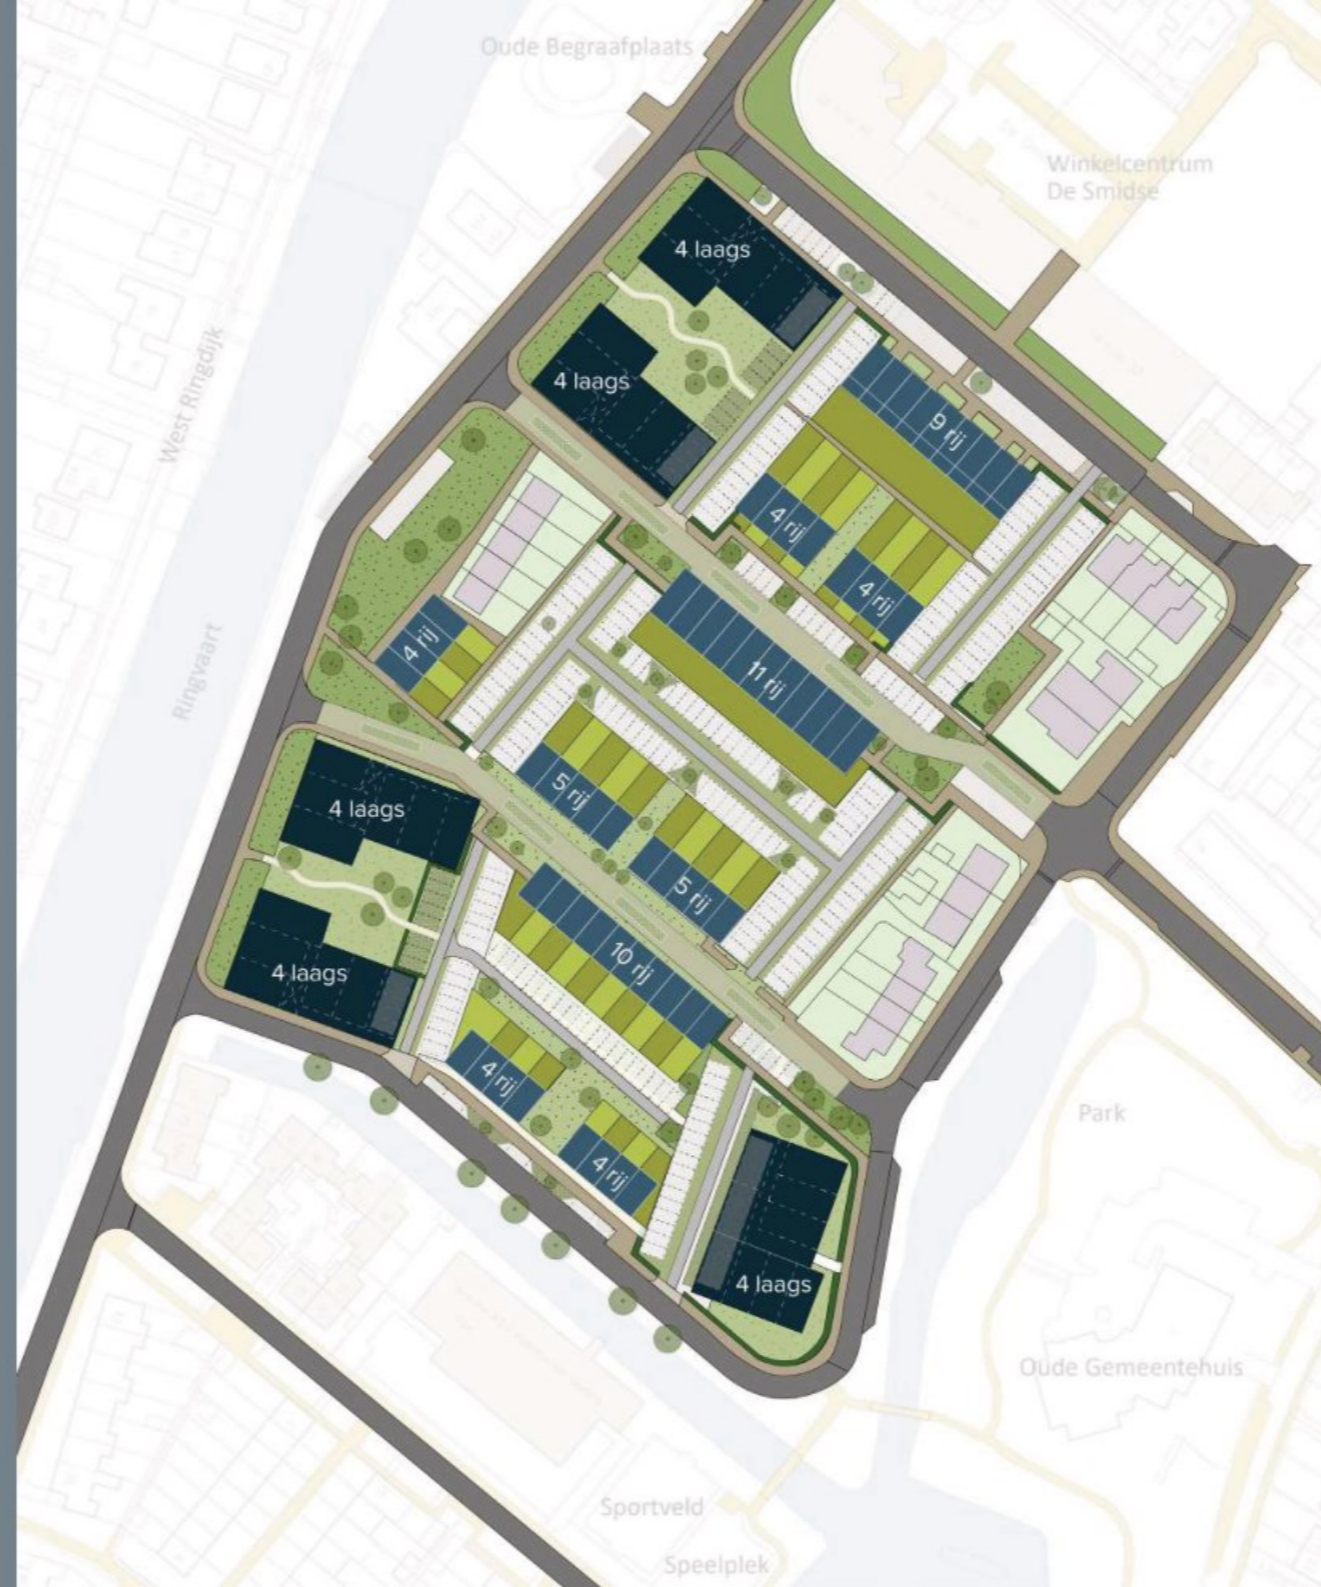 Oude Begraafplaats
Winkelcentrum
De Smidse
4 laags
4 laags
West Ringdijk
9 rij
4 rij
4 rij
4 rij
11 rij
Ringvaart
5 rij
4 laags
5 rij
10 rij
4 laags
4 rij
Park
4 rij
4 laags
Oude Gemeentehuis
Sportveld
Speelplek